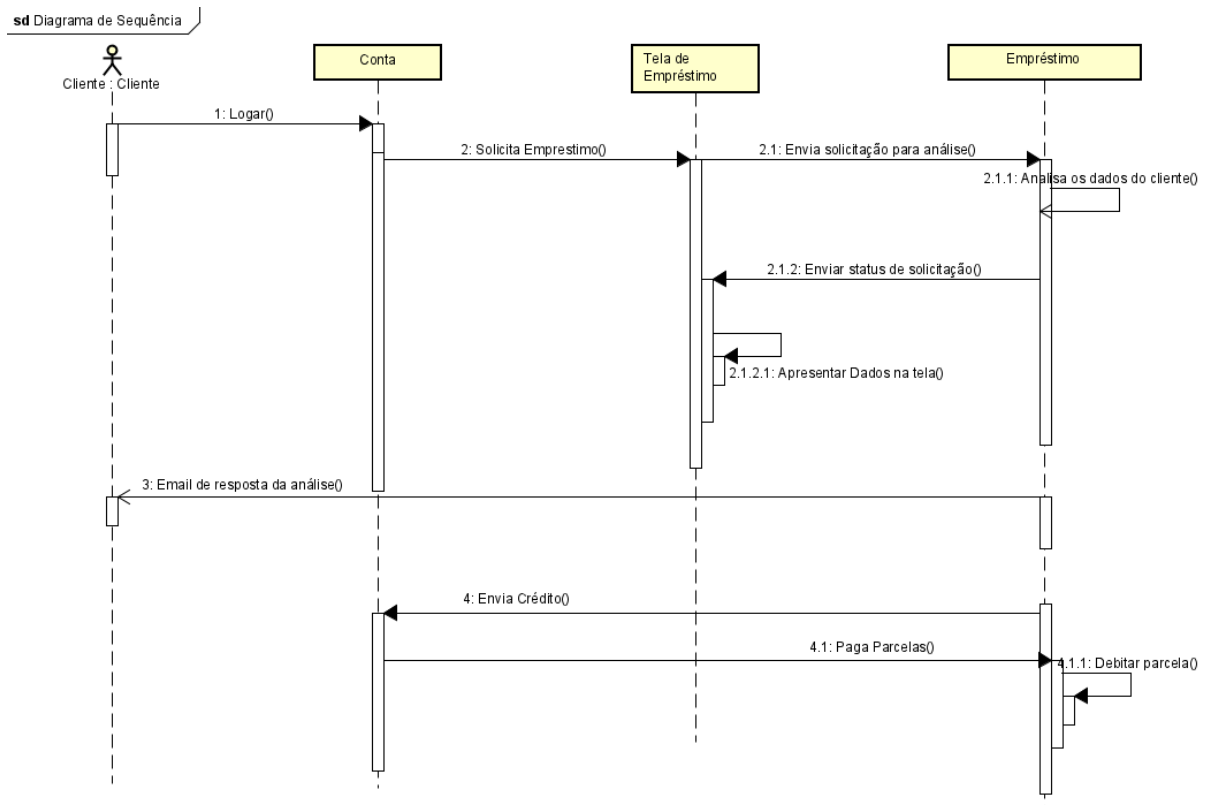 sd Diagrama de Sequência
Cliente : Cliente
Conta
Tela de
Empréstimo
Empréstimo
1: Logar()
2: Solicita Emprestimo()
2.1: Envia solicitação para análise()
2.1.1: Analisa os dados do cliente()
2.1.2: Enviar status de solicitação()
2.1.2.1: Apresentar Dados na tela()
3: Email de resposta da análise()
4: Envia Crédito()
4.1: Paga Parcelas()
4.1.1: Debitar parcela()